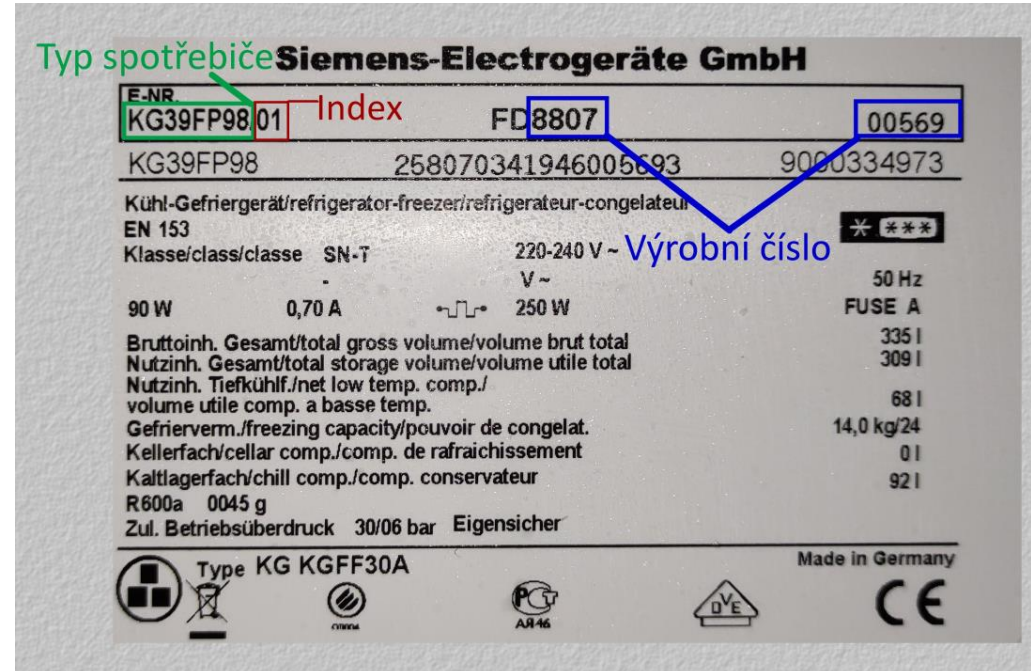 Typ spotřebiče Siemens-Electrogeräte GmbH
E-NR.
KG39FP98/01 Index FD 8807 00569
KG39FP98 258070341946005693 9000334973
Kühl-Gefriergerät/refrigerator-freezer/refrigerateur-congelateur
EN 153
* ***
Klasse/class/classe SN-T 220-240 V ~ Výrobní číslo
- V ~ 50 Hz
90 W 0,70 A 250 W FUSE A
Bruttoinh. Gesamt/total gross volume/volume brut total 335 l
Nutzinh. Gesamt/total storage volume/volume utile total 309 l
Nutzinh. Tiefkühlf./net low temp. comp./
volume utile comp. a basse temp. 68 l
Gefrierverm./freezing capacity/pouvoir de congelat. 14,0 kg/24
Kellerfach/cellar comp./comp. de rafraichissement 0 l
Kaltlagerfach/chill comp./comp. conservateur 92 l
R600a 0045 g
Zul. Betriebsüberdruck 30/06 bar Eigensicher
Type KG KGFF30A Made in Germany
АЯ46 DVE CE